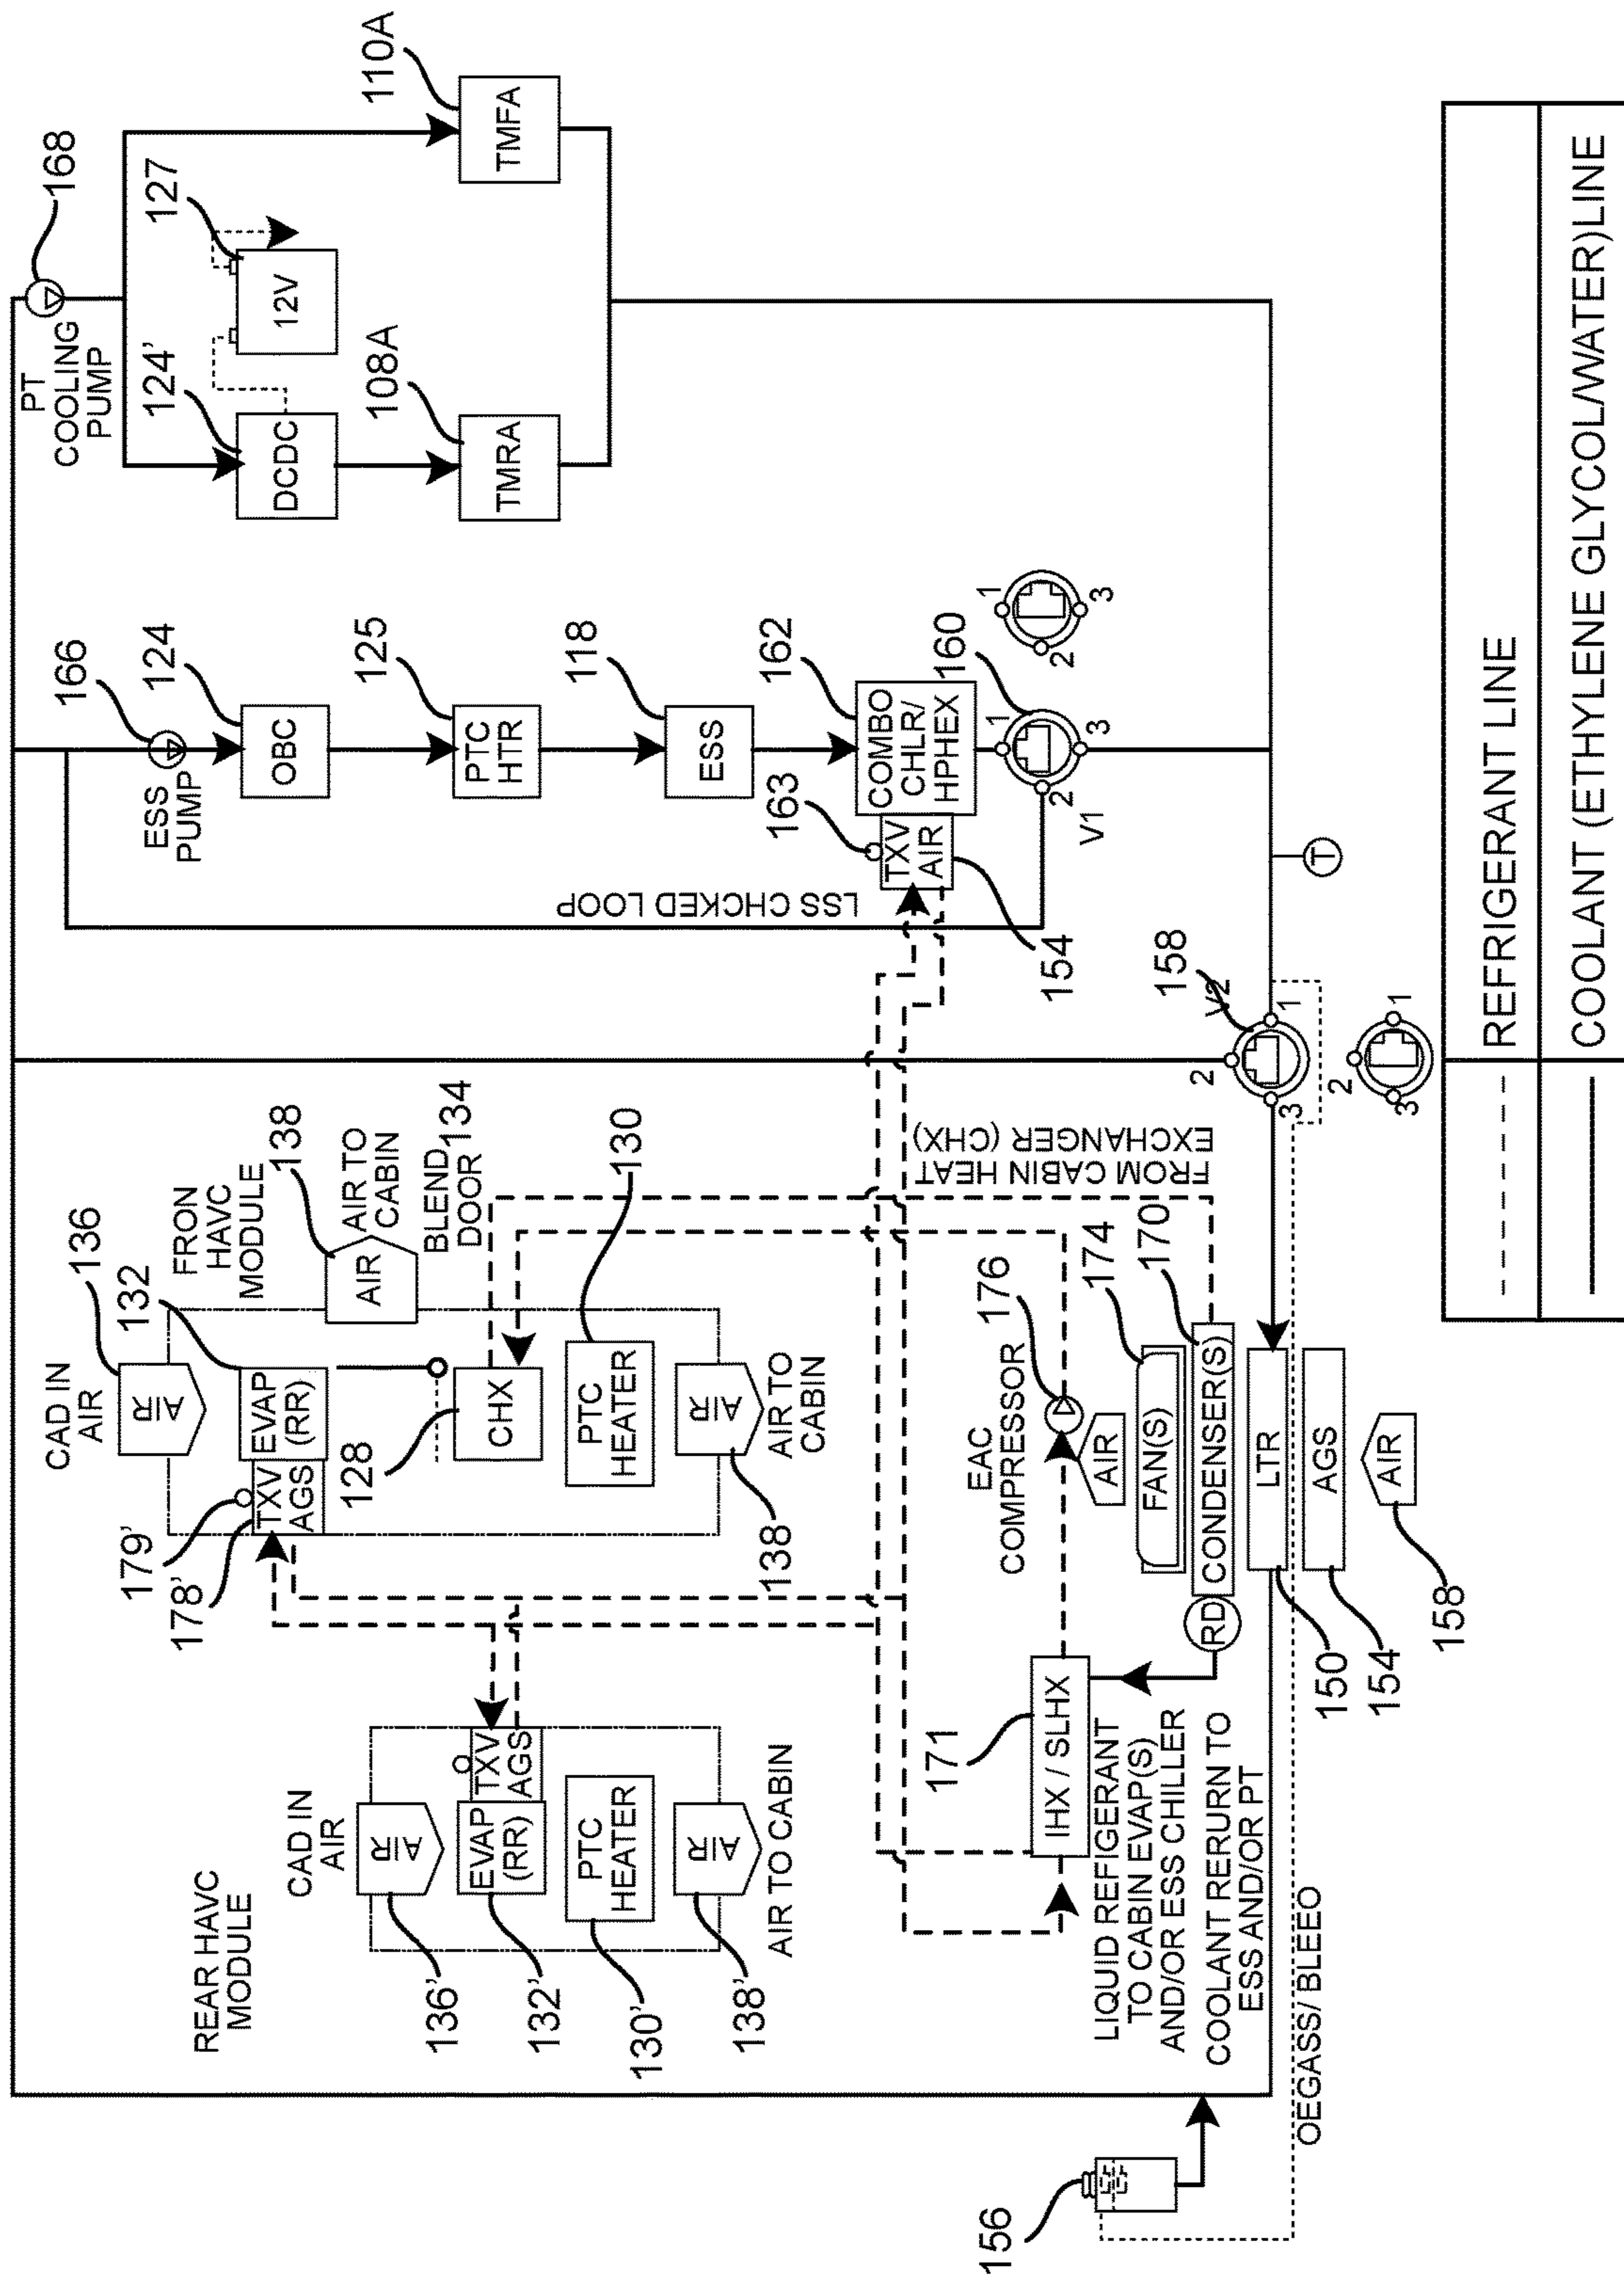 REAR HAVC
MODULE
CAD IN
AIR
AIR
136'
EVAP
(RR)
TXV
AGS
132'
PTC
HEATER
130'
AIR
138'
AIR TO CABIN
CAD IN
AIR
AIR
136
FRON
HAVC
MODULE
132
179'
178'
TXV
AGS
EVAP
(RR)
138
AIR
AIR TO
CABIN
BLEND
DOOR
134
128
CHX
PTC
HEATER
130
AIR
138
AIR TO
CABIN
PT
COOLING
PUMP
168
124'
DCDC
12V
127
108A
TMRA
TMFA
110A
166
ESS
PUMP
124
OBC
125
PTC
HTR
118
ESS
162
COMBO
CHLR/
HPHEX
163
TXV
AIR
154
LSS CHCKED LOOP
160
1
2
3
V1
1
2
3
T
158
V2
1
2
3
1
2
3
FROM CABIN HEAT
EXCHANGER (CHX)
EAC
COMPRESSOR
176
AIR
174
FAN(S)
170
CONDENSER(S)
RD
LTR
150
AGS
154
AIR
158
171
IHX / SLHX
LIQUID REFRIGERANT
TO CABIN EVAP(S)
AND/OR ESS CHILLER
COOLANT RERURN TO
ESS AND/OR PT
OEGASS/ BLEEO
156
REFRIGERANT LINE
COOLANT (ETHYLENE GLYCOL/WATER)LINE